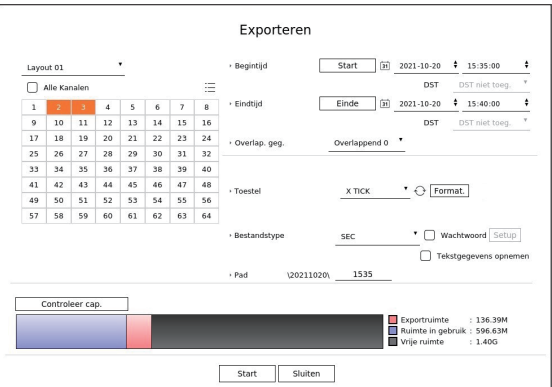 Exporteren
Layout 01
Alle Kanalen
1 2 3 4 5 6 7 8
9 10 11 12 13 14 15 16
17 18 19 20 21 22 23 24
25 26 27 28 29 30 31 32
33 34 35 36 37 38 39 40
41 42 43 44 45 46 47 48
49 50 51 52 53 54 55 56
57 58 59 60 61 62 63 64
Begintijd Start 31 2021-10-20 15:35:00
DST DST niet toeg.
Eindtijd Einde 31 2021-10-20 15:40:00
DST DST niet toeg.
Overlap. geg. Overlappend 0
Toestel X TICK Format.
Bestandstype SEC Wachtwoord Setup
Tekstgegevens opnemen
Pad \20211020\ 1535
Controleer cap.
Exportruimte : 136.39M
Ruimte in gebruik : 596.63M
Vrije ruimte : 1.40G
Start Sluiten